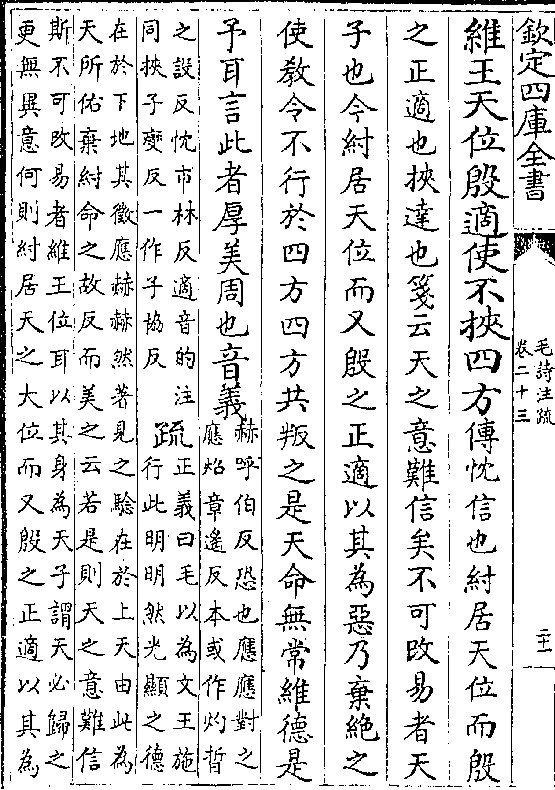 欽定四庫全書
毛詩注疏
卷二十三
二十一
維王天位殷適使不挾四方傳忱信也紂居天位而殷
之正適也挾達也箋云天之意難信矣不可改易者天
子也今紂居天位而又殷之正適以其為惡乃棄絶之
使教令不行於四方四方共叛之是天命無常維德是
予耳言此者厚美周也音義
赫呼伯反恐也應應對之
應炤章遙反本或作灼晢
之設反忱市林反適音的注
同挾子燮反一作子協反
疏
正義曰毛以為文王施
行此明明然光顯之德
在於下地其徵應赫赫然著見之驗在於上天由此為
天所佑棄紂命之故反而美之云若是則天之意難信
斯不可改易者維王位耳以其身為天子謂天必歸之
更無異意何則紂居天之大位而又殷之正適以其為